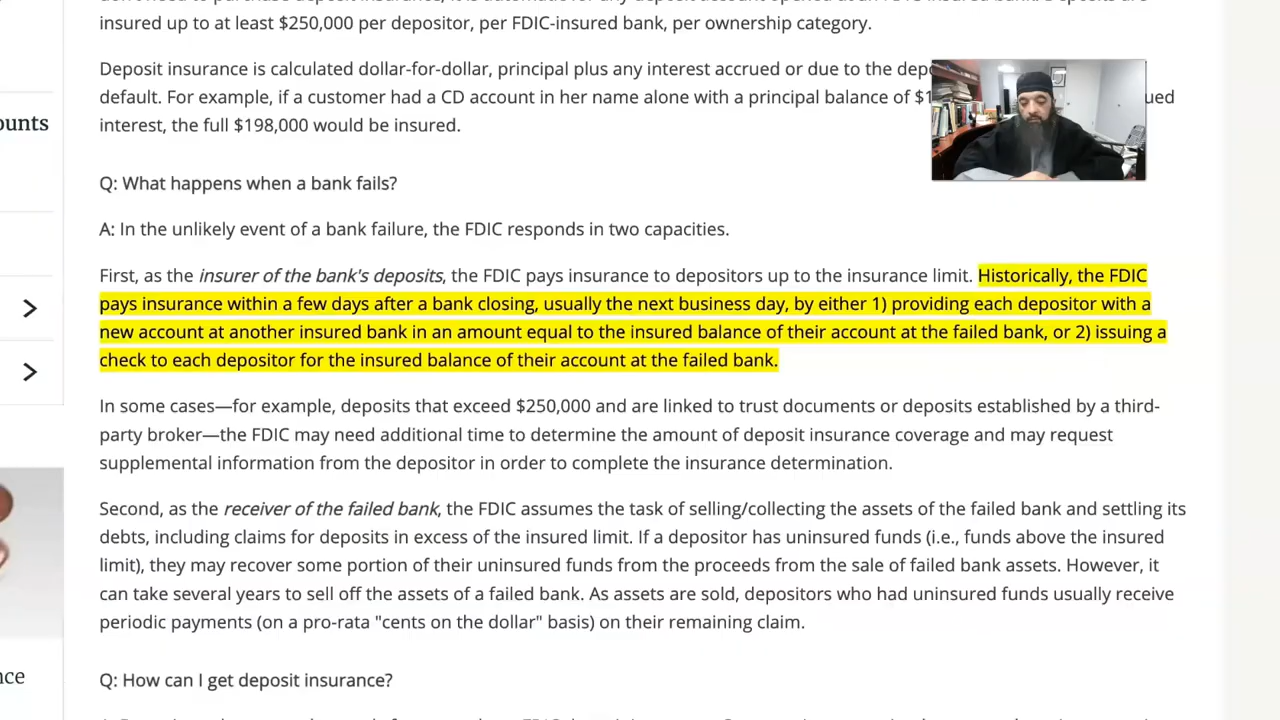 insured up to at least $250,000 per depositor, per FDIC-insured bank, per ownership category.
Deposit insurance is calculated dollar-for-dollar, principal plus any interest accrued or due to the
default. For example, if a customer had a CD account in her name alone with a principal balance of
interest, the full $198,000 would be insured.
ounts
Q: What happens when a bank fails?
A: In the unlikely event of a bank failure, the FDIC responds in two capacities.
First, as the insurer of the bank's deposits, the FDIC pays insurance to depositors up to the insurance limit. Historically, the FDIC
pays insurance within a few days after a bank closing, usually the next business day, by either 1) providing each depositor with a
new account at another insured bank in an amount equal to the insured balance of their account at the failed bank, or 2) issuing a
check to each depositor for the insured balance of their account at the failed bank.
In some cases—for example, deposits that exceed $250,000 and are linked to trust documents or deposits established by a third-
party broker—the FDIC may need additional time to determine the amount of deposit insurance coverage and may request
supplemental information from the depositor in order to complete the insurance determination.
Second, as the receiver of the failed bank, the FDIC assumes the task of selling/collecting the assets of the failed bank and settling its
debts, including claims for deposits in excess of the insured limit. If a depositor has uninsured funds (i.e., funds above the insured
limit), they may recover some portion of their uninsured funds from the proceeds from the sale of failed bank assets. However, it
can take several years to sell off the assets of a failed bank. As assets are sold, depositors who had uninsured funds usually receive
periodic payments (on a pro-rata "cents on the dollar" basis) on their remaining claim.
nce
Q: How can I get deposit insurance?